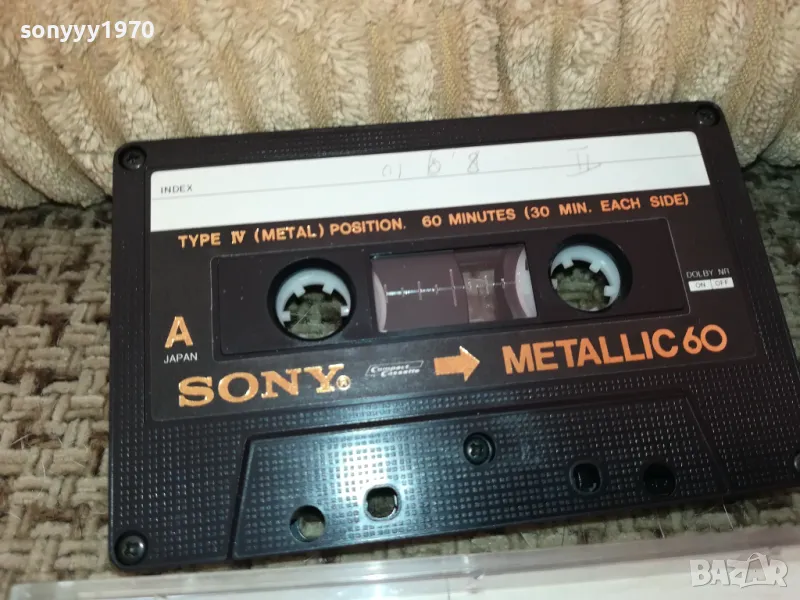 sonyyy1970
INDEX
TYPE IV (METAL) POSITION. 60 MINUTES (30 MIN. EACH SIDE)
DOLBY NR
ON OFF
A
JAPAN
SONY® Compact Cassette METALLIC 60
BAZAR